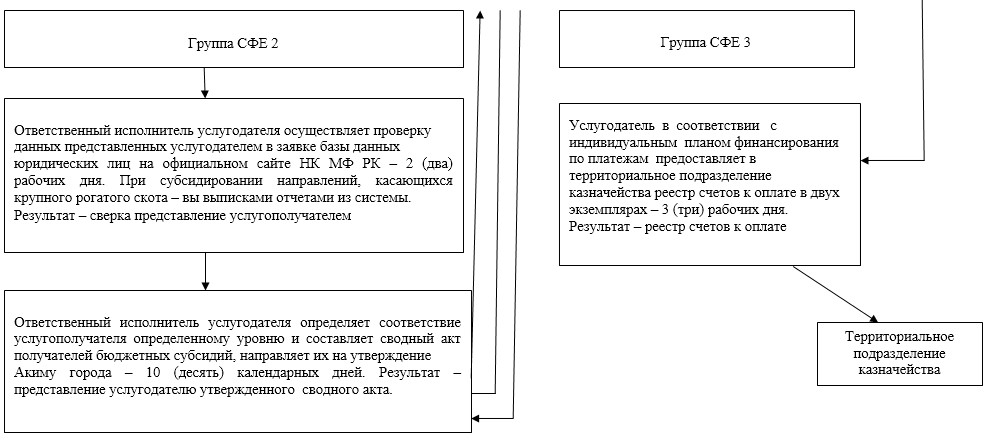 Группа СФЕ 2
Ответственный исполнитель услугодателя осуществляет проверку
данных представленных услугодателем в заявке базы данных
юридических лиц на официальном сайте НК МФ РК – 2 (два)
рабочих дня. При субсидировании направлений, касающихся
крупного рогатого скота – вы выписками отчетами из системы.
Результат – сверка представление услугополучателем
Ответственный исполнитель услугодателя определяет соответствие
услугополучателя определенному уровню и составляет сводный акт
получателей бюджетных субсидий, направляет их на утверждение
Акиму города – 10 (десять) календарных дней. Результат –
представление услугодателю утвержденного сводного акта.
Группа СФЕ 3
Услугодатель в соответствии с
индивидуальным планом финансирования
по платежам предоставляет в
территориальное подразделение
казначейства реестр счетов к оплате в двух
экземплярах – 3 (три) рабочих дня.
Результат – реестр счетов к оплате
Территориальное
подразделение
казначейства